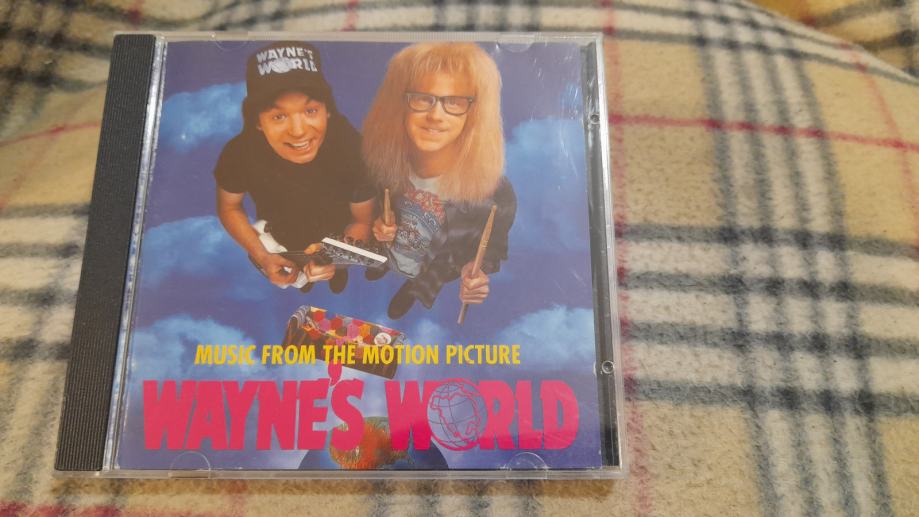 WAYNE'S
WORLD
MUSIC FROM THE MOTION PICTURE
WAYNE'S WORLD